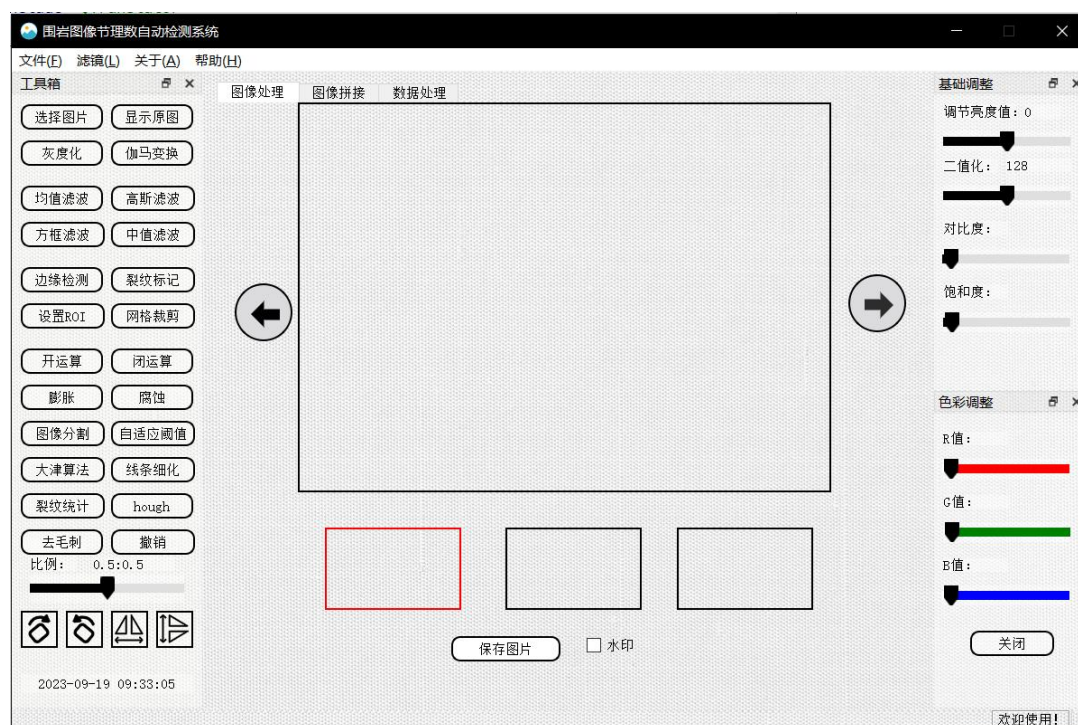 围岩图像节理数自动检测系统
文件(F) 滤镜(L) 关于(A) 帮助(H)
工具箱
选择图片 显示原图
灰度化 伽马变换
均值滤波 高斯滤波
方框滤波 中值滤波
边缘检测 裂纹标记
设置ROI 网格裁剪
开运算 闭运算
膨胀 腐蚀
图像分割 自适应阈值
大津算法 线条细化
裂纹统计 hough
去毛刺 撤销
比例: 0.5:0.5
2023-09-19 09:33:05
图像处理 图像拼接 数据处理
保存图片 水印
基础调整
调节亮度值:0
二值化: 128
对比度:
饱和度:
色彩调整
R值:
G值:
B值:
关闭
欢迎使用!